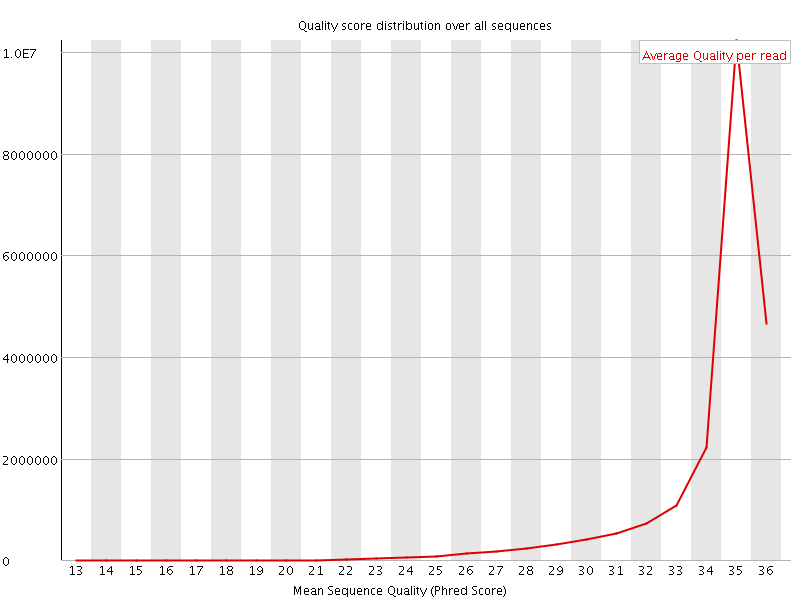 Quality score distribution over all sequences
Average Quality per read
1.0E7
8000000
6000000
4000000
2000000
0
13 14 15 16 17 18 19 20 21 22 23 24 25 26 27 28 29 30 31 32 33 34 35 36
Mean Sequence Quality (Phred Score)